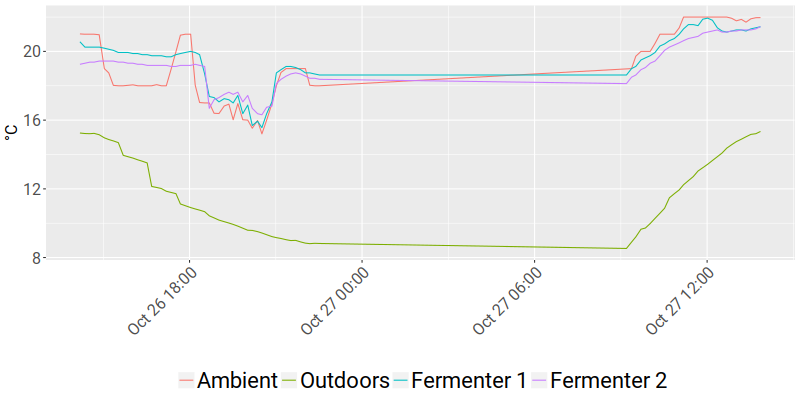 °C
20
16
12
8
Oct 26 18:00
Oct 27 00:00
Oct 27 06:00
Oct 27 12:00
Ambient Outdoors Fermenter 1 Fermenter 2